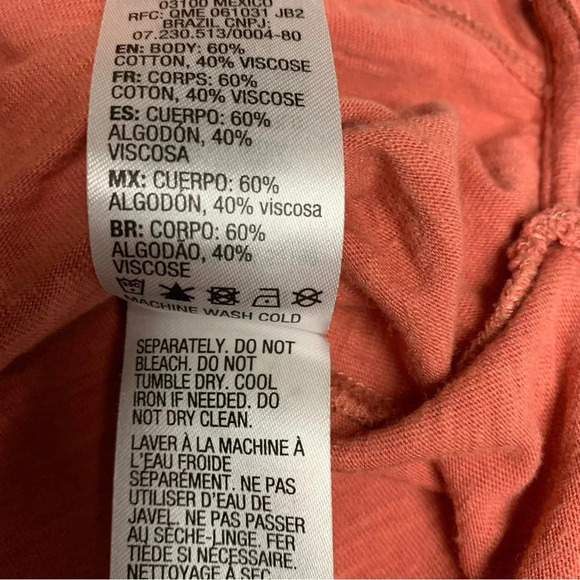 03100 MEXICO
RFC: QME 061031 JB2
BRAZIL CNPJ:
07.230.513/0004-80
EN: BODY: 60%
COTTON, 40% VISCOSE
FR: CORPS: 60%
COTON, 40% VISCOSE
ES: CUERPO: 60%
ALGODÓN, 40%
VISCOSA
MX: CUERPO: 60%
ALGODÓN, 40% viscosa
BR: CORPO: 60%
ALGODÃO, 40%
VISCOSE
MACHINE WASH COLD
SEPARATELY. DO NOT
BLEACH. DO NOT
TUMBLE DRY. COOL
IRON IF NEEDED. DO
NOT DRY CLEAN.
LAVER À LA MACHINE À
L'EAU FROIDE
SÉPARÉMENT. NE PAS
UTILISER D'EAU DE
JAVEL. NE PAS PASSER
AU SÈCHE-LINGE. FER
TIÈDE SI NÉCESSAIRE.
NETTOYAGE À SEC